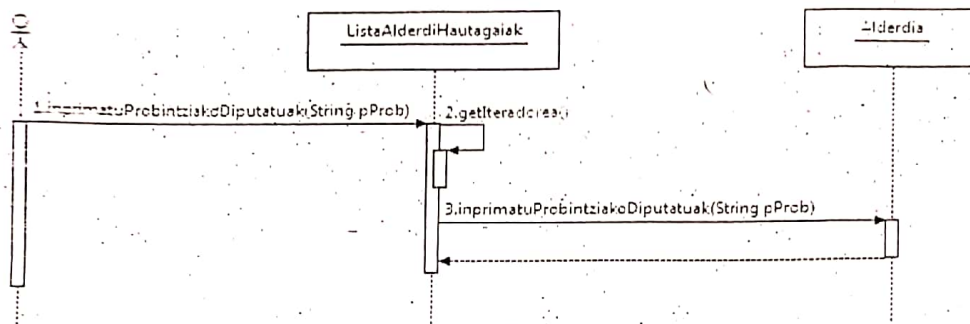 ListaAlderdiHautagaiak
Alderdia
1.inprimatuProbintziakoDiputatuak(String pProb)
2.getIteradorea()
3.inprimatuProbintziakoDiputatuak(String pProb)